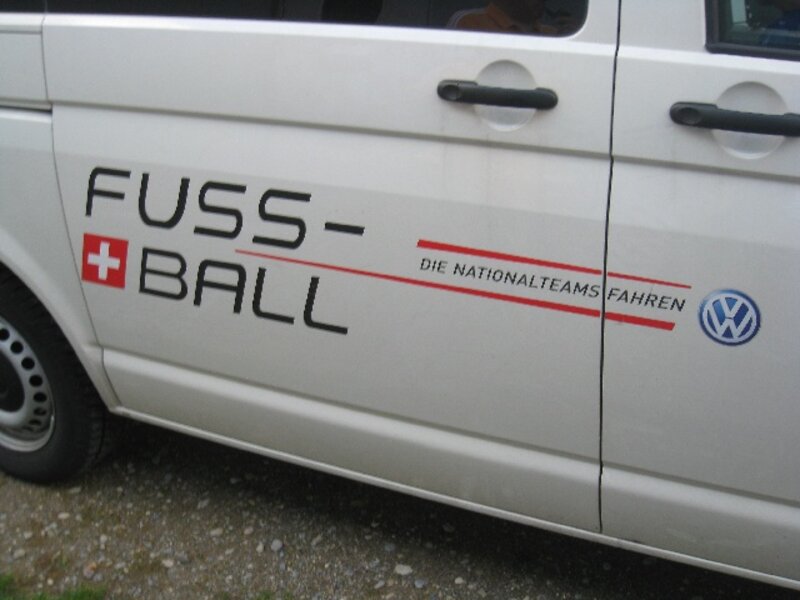 FUSS-
BALL
DIE NATIONALTEAMS FAHREN
VW